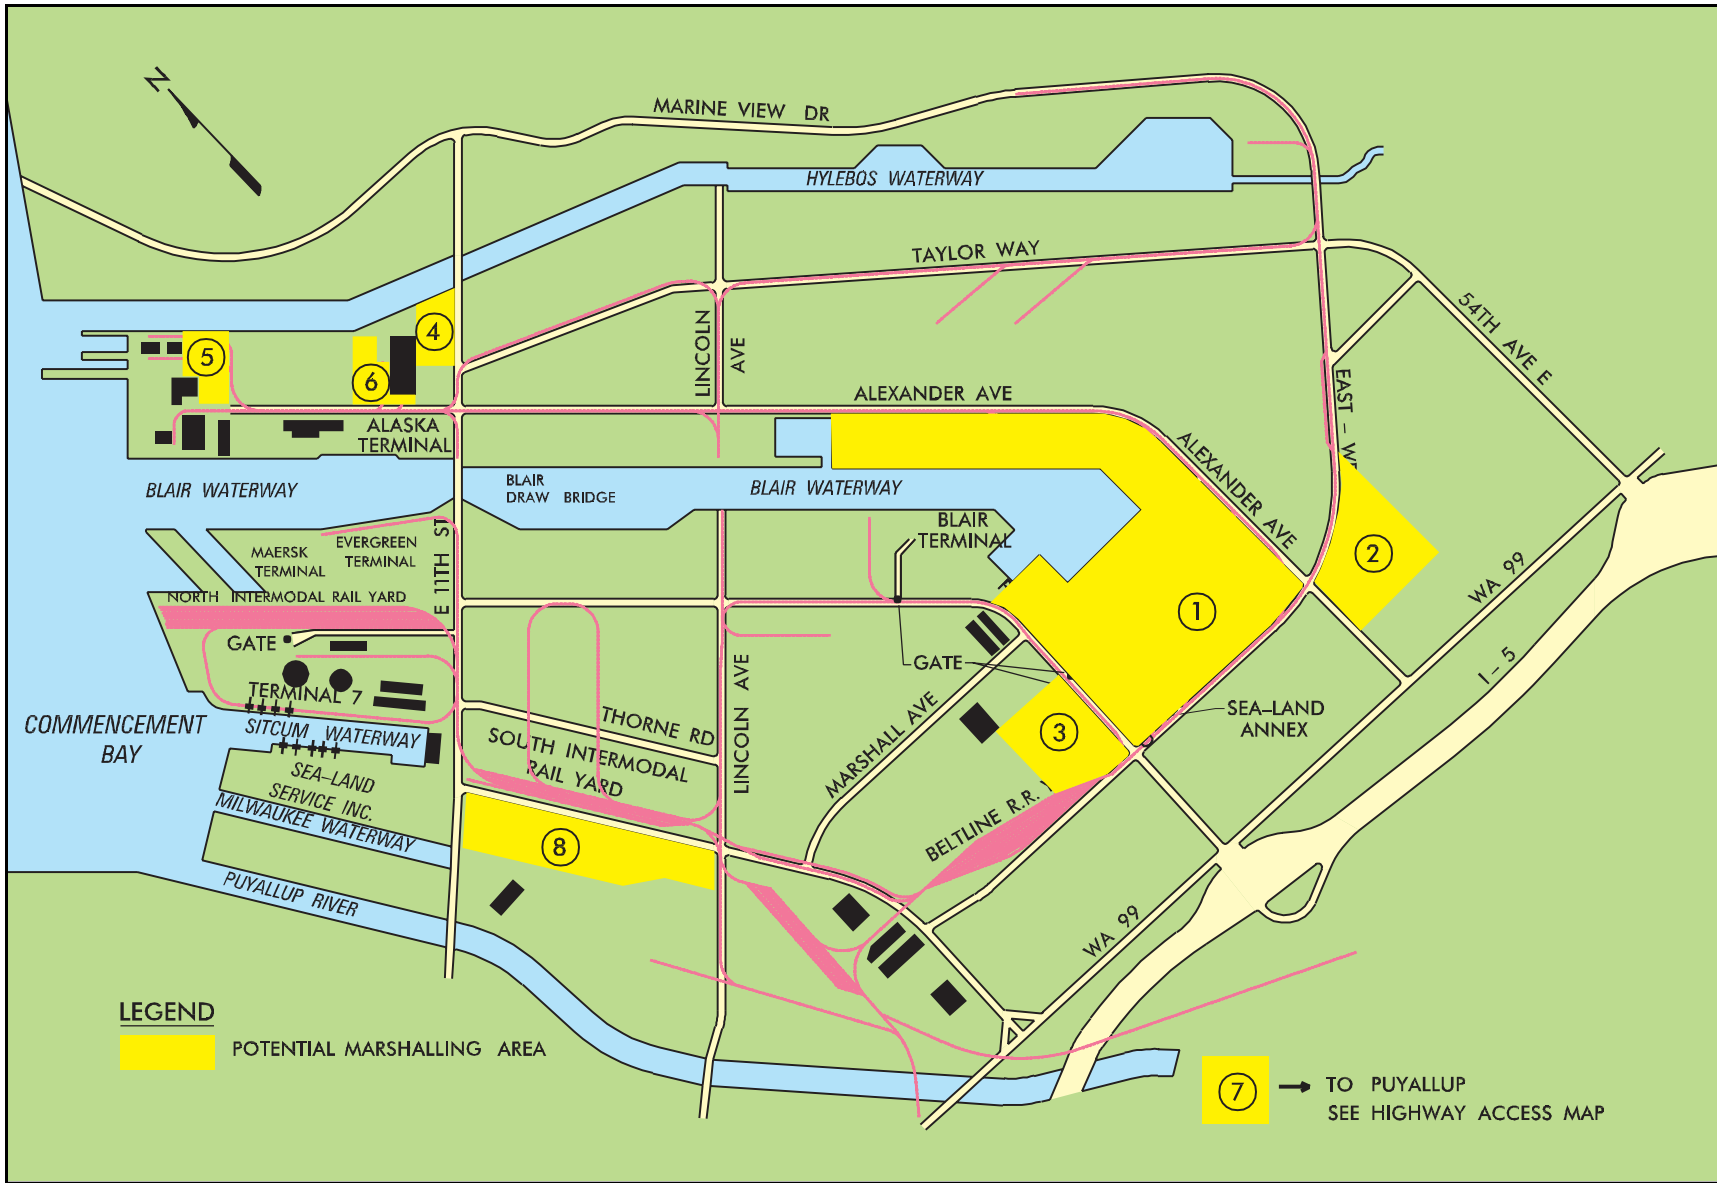 N
MARINE VIEW DR
HYLEBOS WATERWAY
TAYLOR WAY
54TH AVE E
LINCOLN
AVE
4
5
6
EAST – W
ALEXANDER AVE
ALASKA
TERMINAL
ALEXANDER AVE
BLAIR WATERWAY
BLAIR
DRAW BRIDGE
BLAIR WATERWAY
BLAIR
TERMINAL
2
WA 99
E 11TH ST
MAERSK
TERMINAL
EVERGREEN
TERMINAL
NORTH INTERMODAL RAIL YARD
1
GATE
GATE
I – 5
TERMINAL 7
LINCOLN AVE
MARSHALL AVE
SEA–LAND
ANNEX
COMMENCEMENT
BAY
SITCUM WATERWAY
THORNE RD
3
SOUTH INTERMODAL
RAIL YARD
SEA–LAND
SERVICE INC.
MILWAUKEE WATERWAY
BELTLINE R.R.
8
PUYALLUP RIVER
WA 99
LEGEND
POTENTIAL MARSHALLING AREA
7
TO PUYALLUP
SEE HIGHWAY ACCESS MAP